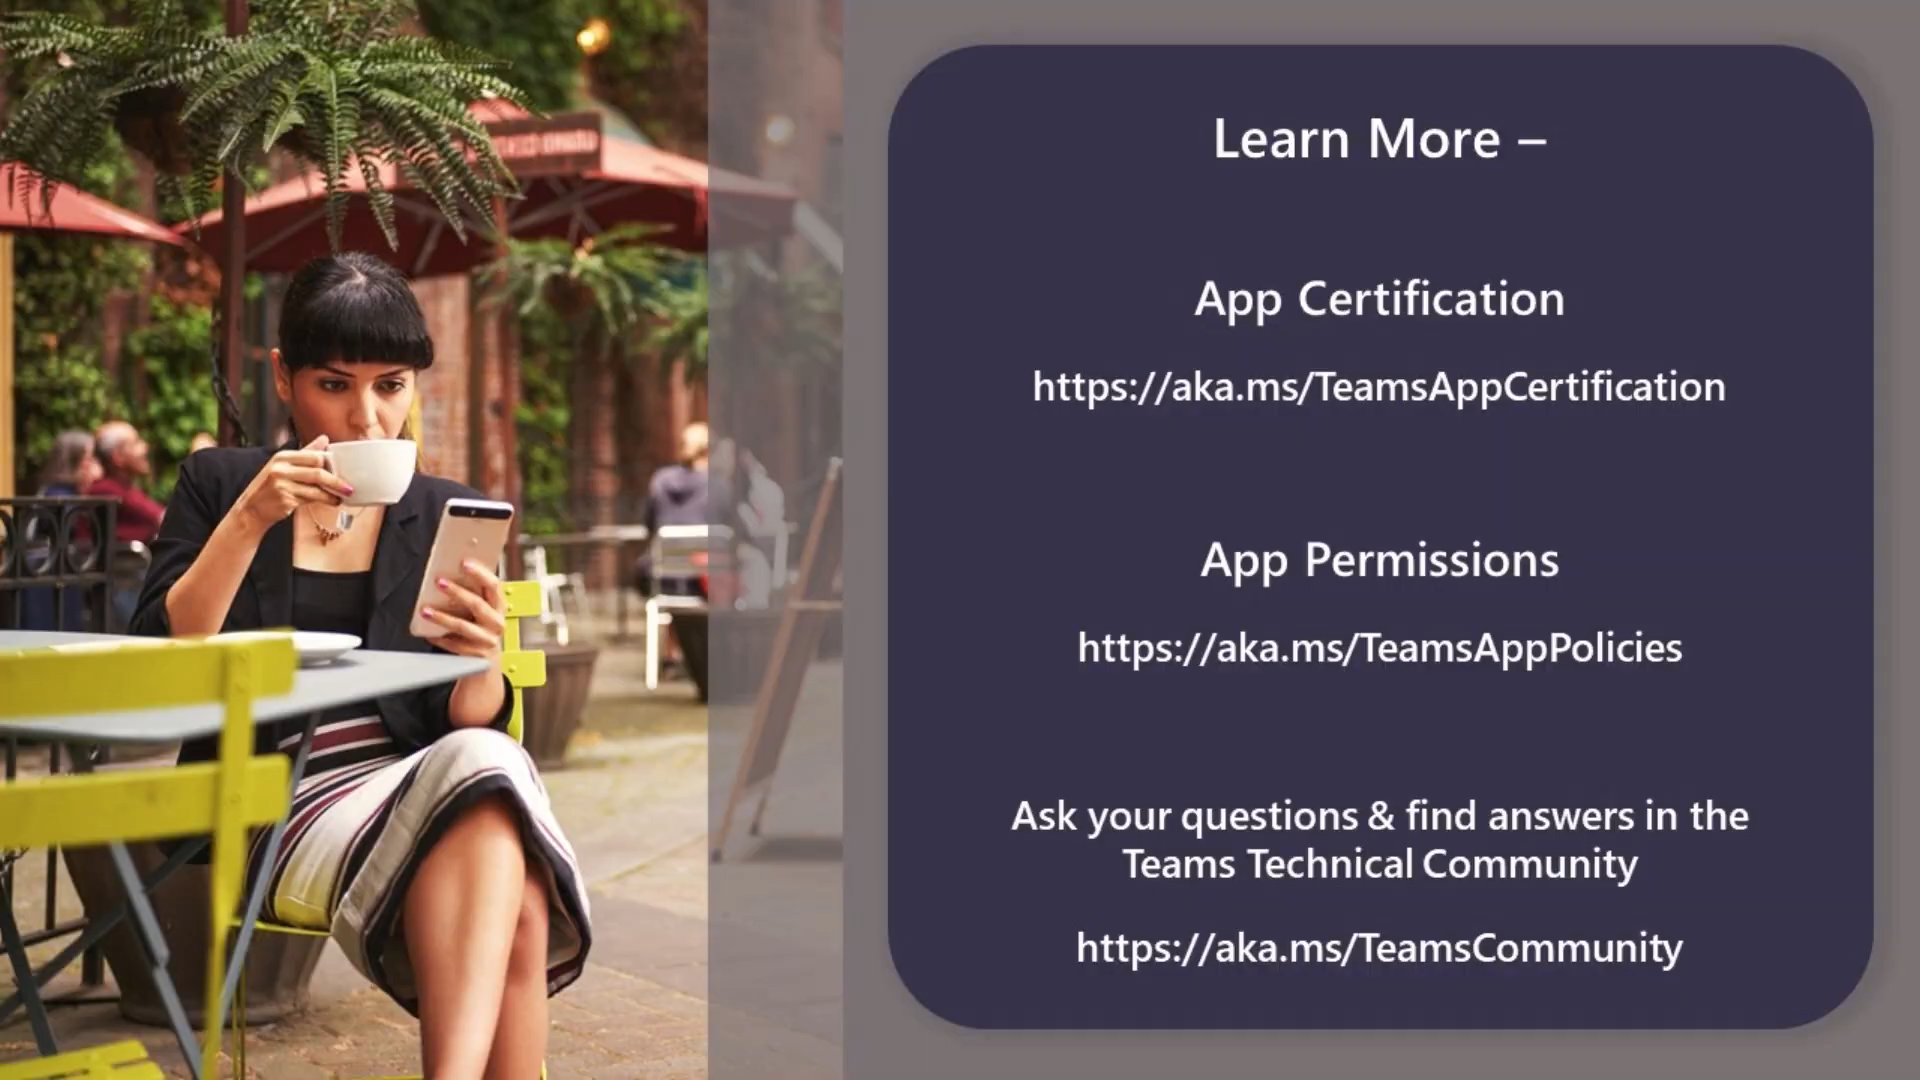 Learn More –
App Certification
https://aka.ms/TeamsAppCertification
App Permissions
https://aka.ms/TeamsAppPolicies
Ask your questions & find answers in the
Teams Technical Community
https://aka.ms/TeamsCommunity